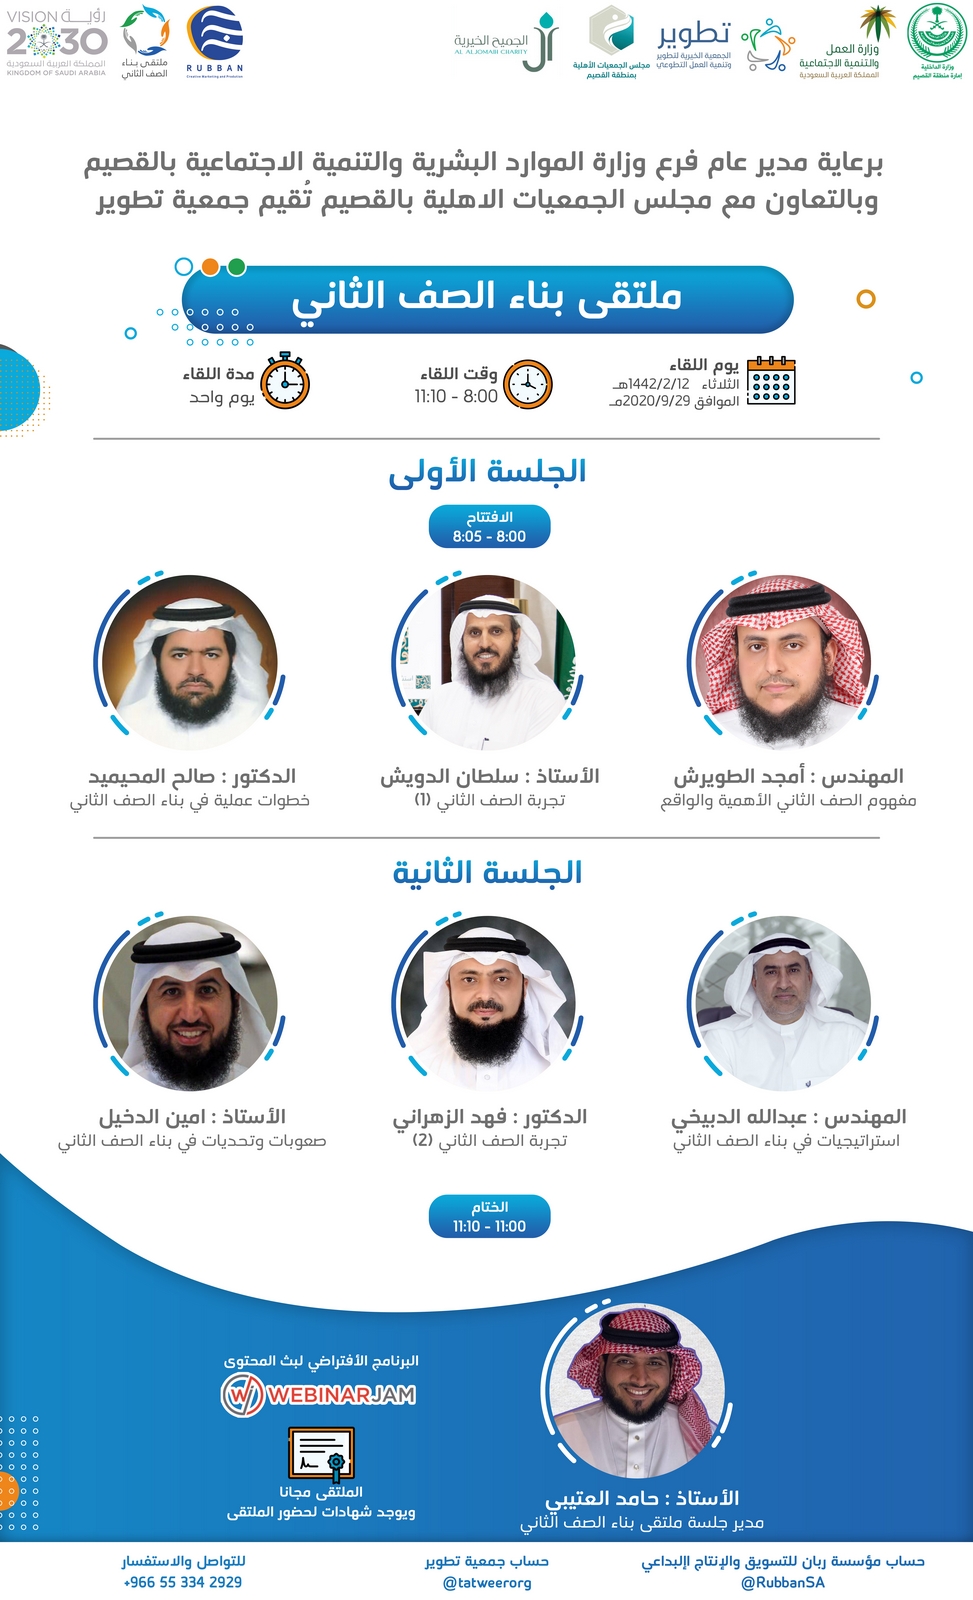 رؤيـــة VISION
2030
المملكة العربية السعودية
KINGDOM OF SAUDI ARABIA
ملتقى بناء
الصف الثاني
RUBBAN
Creative Marketing and Production
الجميح الخيرية
AL ALJOMAIH CHARITY
مجلس الجمعيات الأهلية
بمنطقة القصيم
تطوير
الجمعية الخيرية لتطوير
وتنمية العمل التطوعي
وزارة العمل
والتنمية الاجتماعية
المملكة العربية السعودية
وزارة الداخلية
إمارة منطقة القصيم
برعاية مدير عام فرع وزارة الموارد البشرية والتنمية الاجتماعية بالقصيم
وبالتعاون مع مجلس الجمعيات الاهلية بالقصيم تُقيم جمعية تطوير
ملتقى بناء الصف الثاني
يوم اللقاء
الثلاثاء 1442/2/12هـ
الموافق 2020/9/29مـ
وقت اللقاء
8:00 - 11:10
مدة اللقاء
يوم واحد
الجلسة الأولى
الافتتاح
8:00 - 8:05
المهندس : أمجد الطويرش
مفهوم الصف الثاني الأهمية والواقع
الأستاذ : سلطان الدويش
تجربة الصف الثاني (1)
الدكتور : صالح المحيميد
خطوات عملية في بناء الصف الثاني
الجلسة الثانية
المهندس : عبدالله الدبيخي
استراتيجيات في بناء الصف الثاني
الدكتور : فهد الزهراني
تجربة الصف الثاني (2)
الأستاذ : امين الدخيل
صعوبات وتحديات في بناء الصف الثاني
الختام
11:00 - 11:10
البرنامج الأفتراضي لبث المحتوى
WEBINARJAM
الملتقى مجانا
ويوجد شهادات لحضور الملتقى
الأستاذ : حامد العتيبي
مدير جلسة ملتقى بناء الصف الثاني
حساب مؤسسة ربان للتسويق والإنتاج اﻹبداعي
@RubbanSA
حساب جمعية تطوير
@tatweerorg
للتواصل والاستفسار
+966 55 334 2929